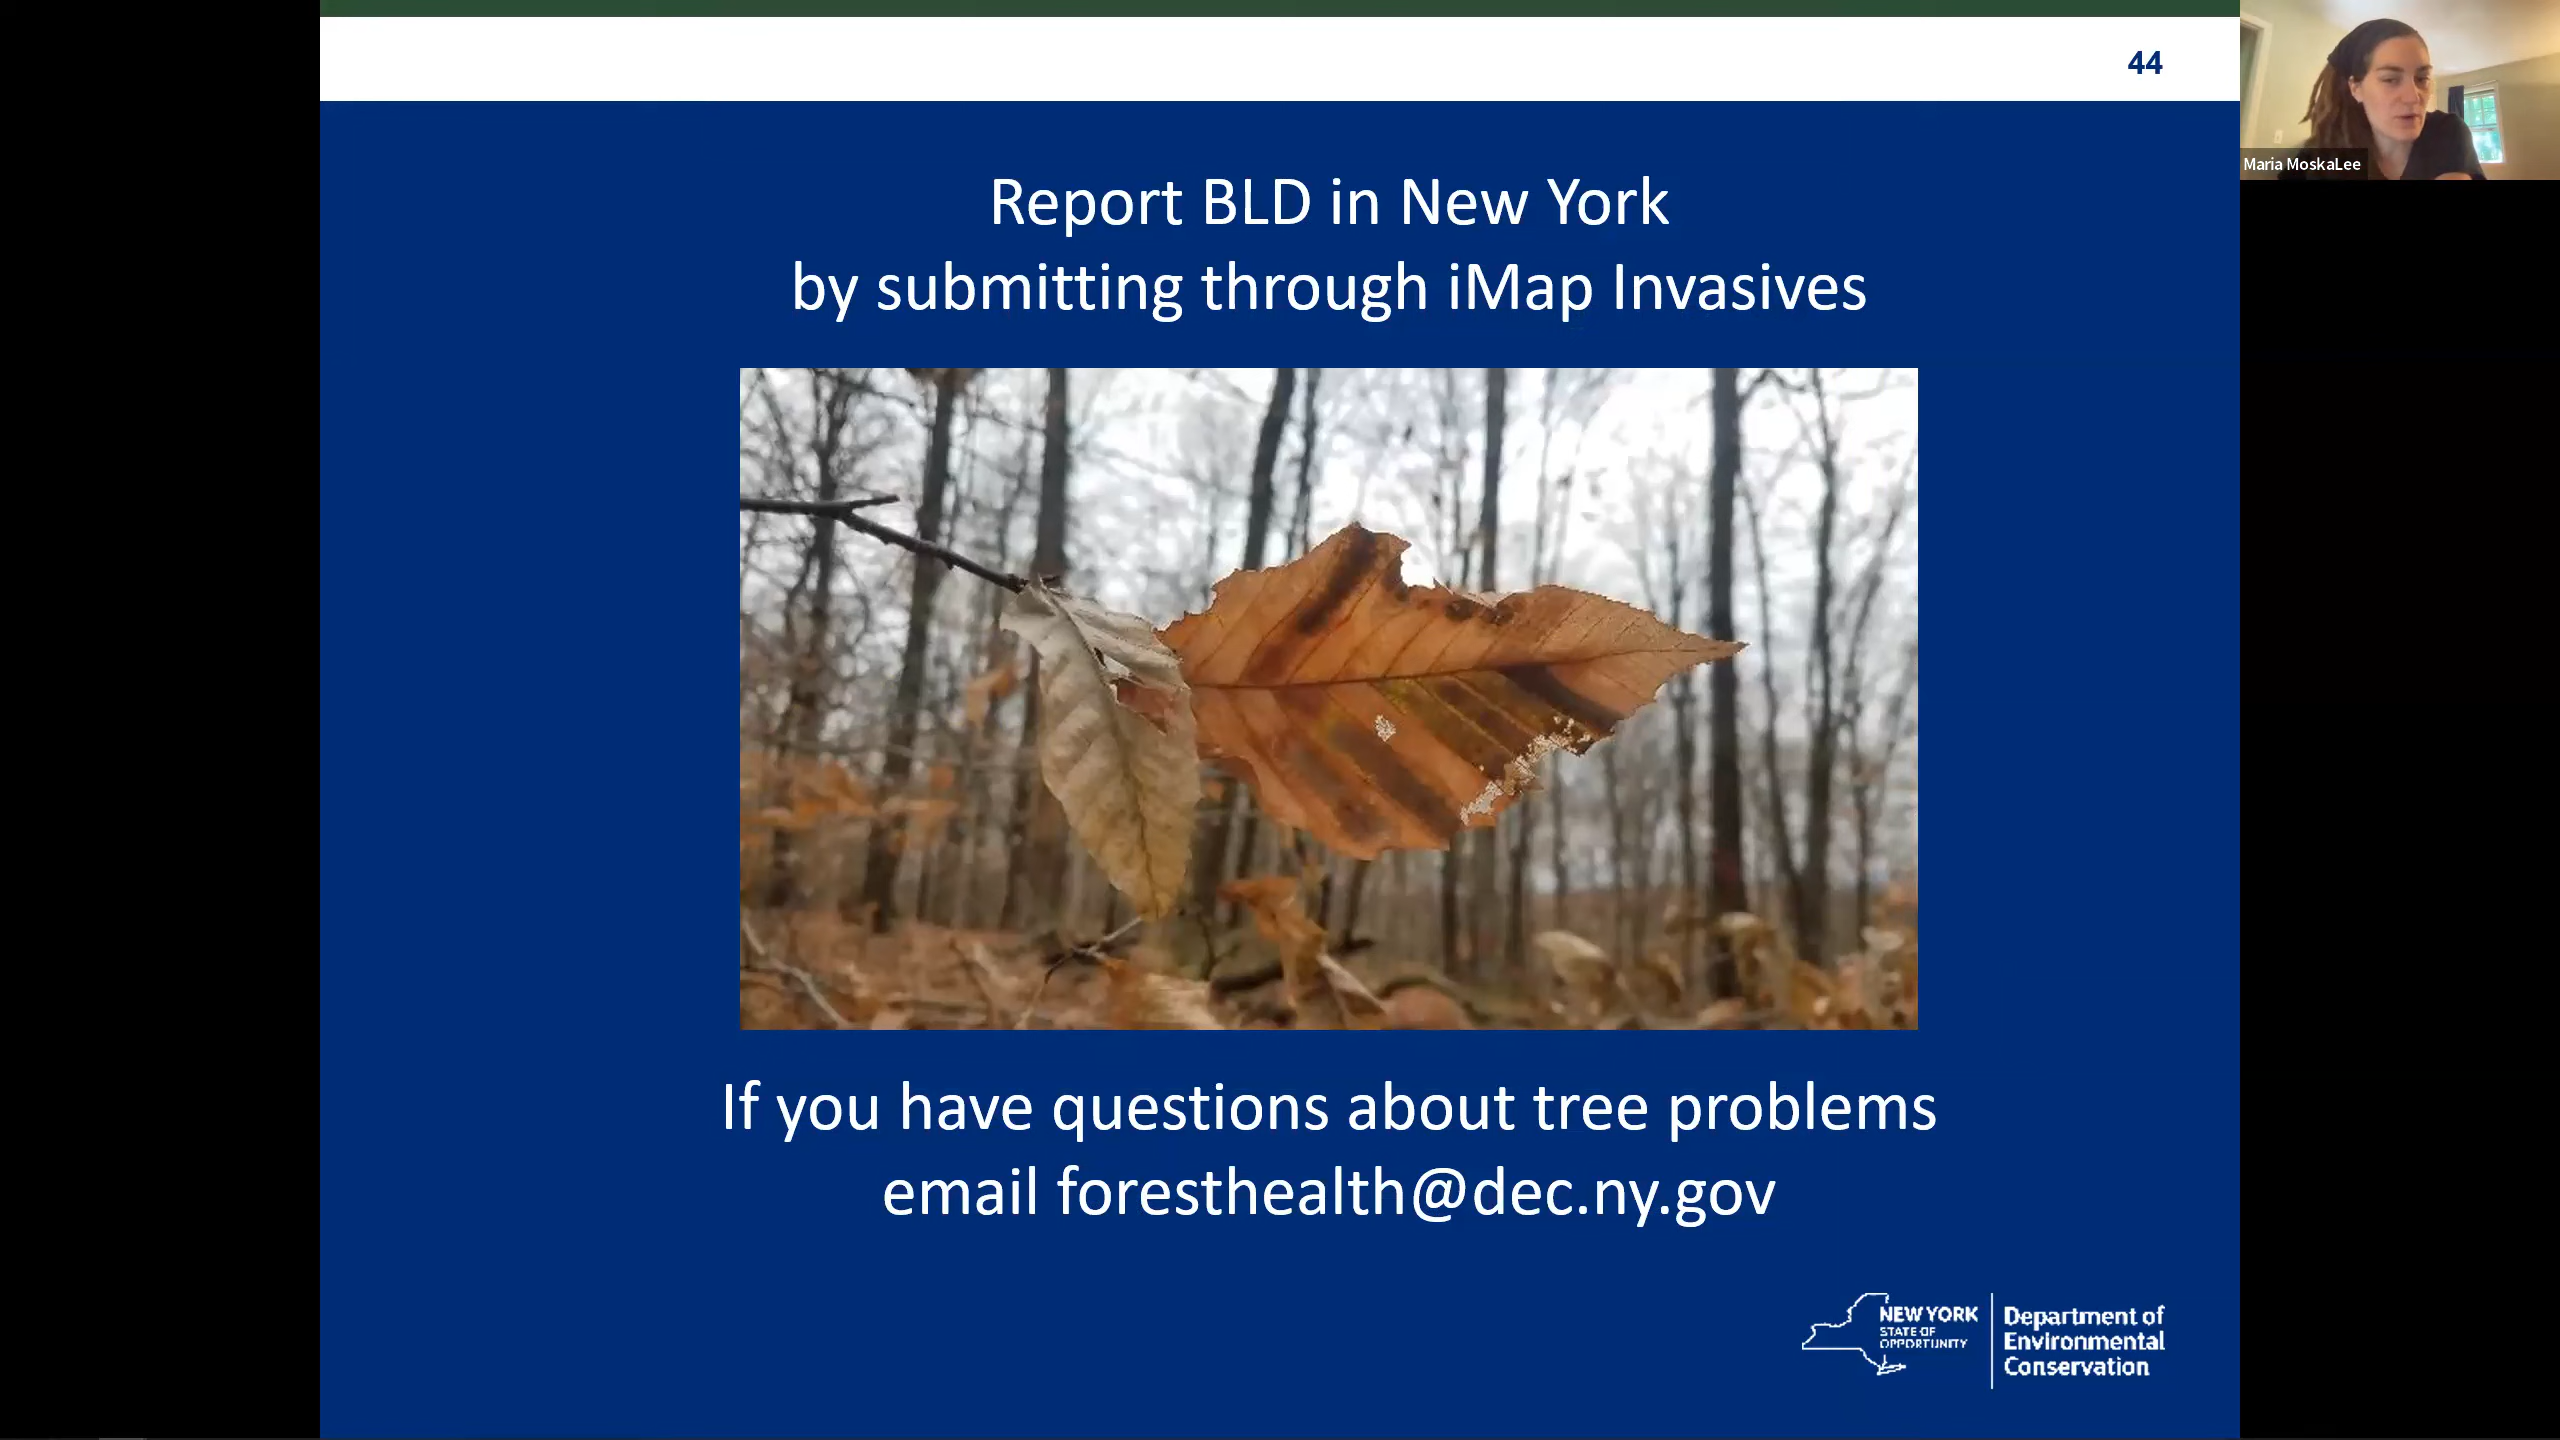 44
Maria MoskaLee
Report BLD in New York
by submitting through iMap Invasives
If you have questions about tree problems
email foresthealth@dec.ny.gov
NEW YORK
STATE OF
OPPORTUNITY
Department of
Environmental
Conservation